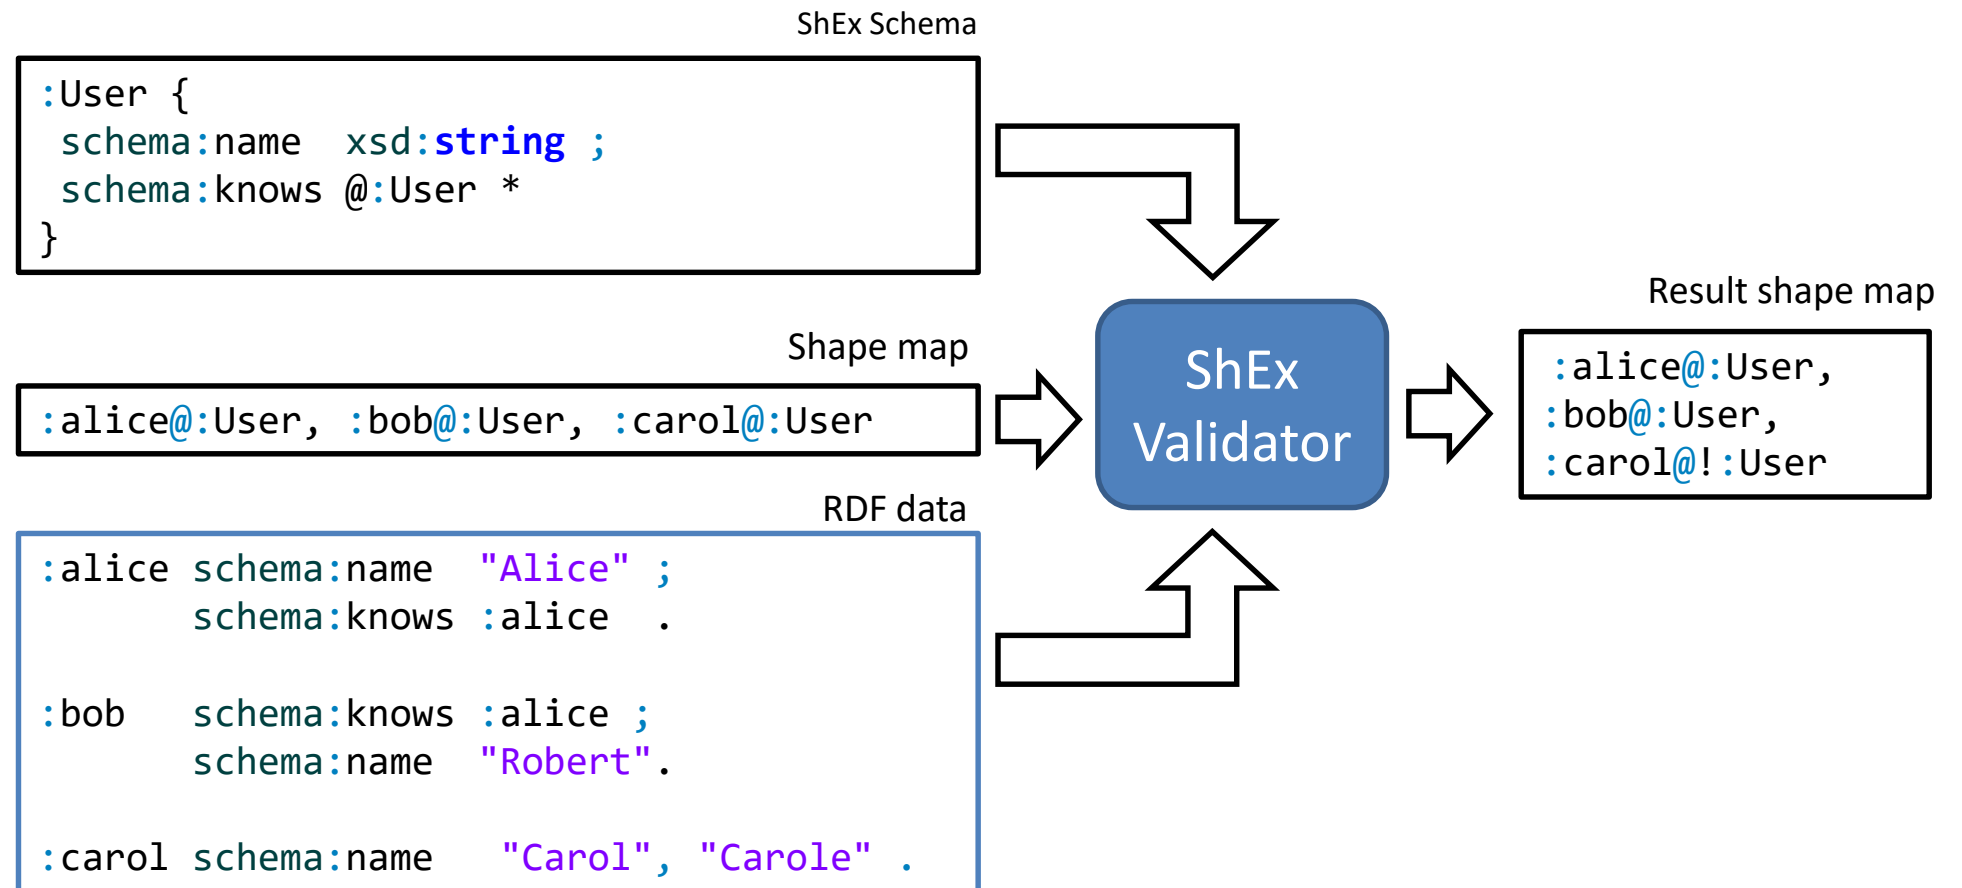 ShEx Schema
:User {
 schema:name  xsd:string ;
 schema:knows @:User *
}
Shape map
:alice@:User, :bob@:User, :carol@:User
RDF data
:alice schema:name  "Alice" ;
       schema:knows :alice  .
:bob   schema:knows :alice ;
       schema:name  "Robert".
:carol schema:name   "Carol", "Carole" .
ShEx
Validator
Result shape map
:alice@:User,
:bob@:User,
:carol@!:User